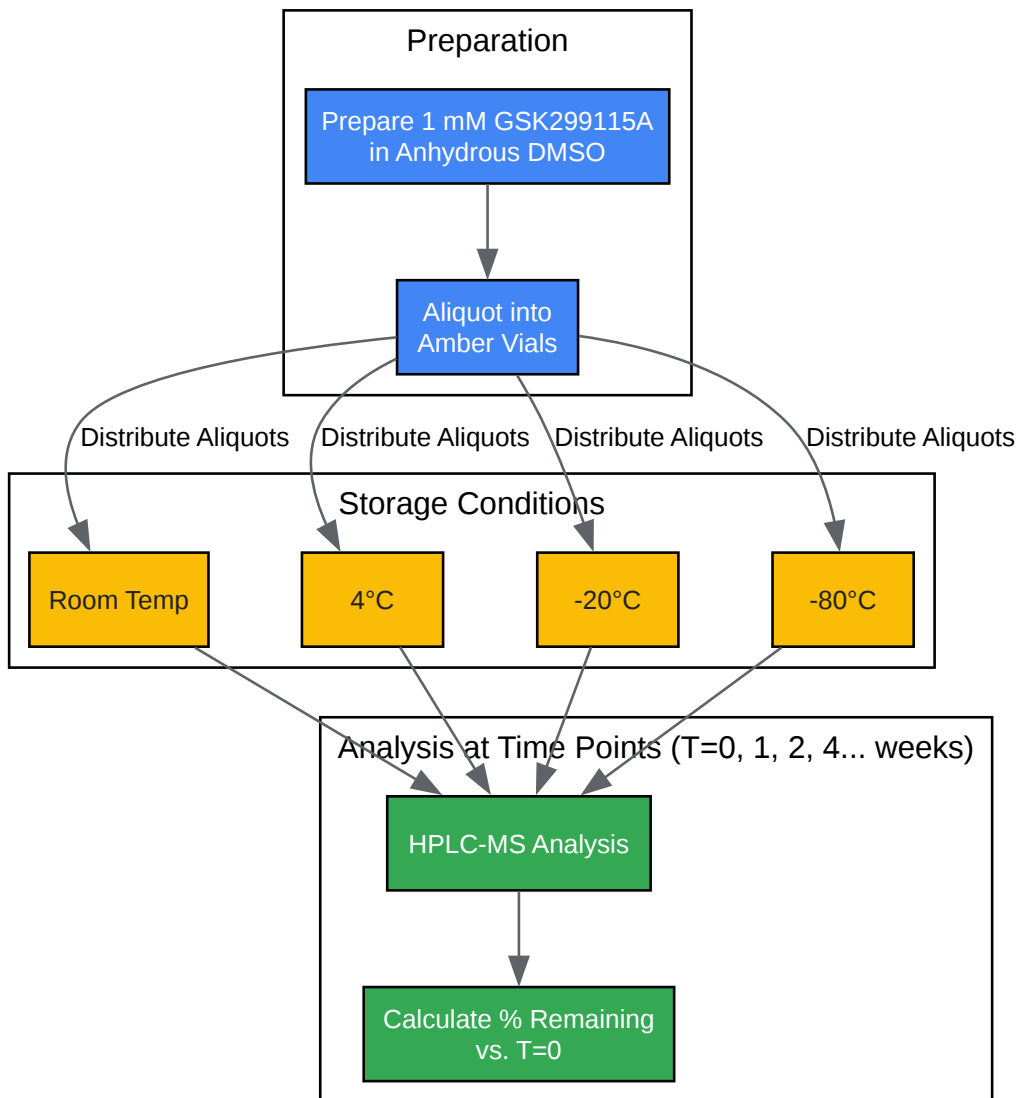 Preparation
Prepare 1 mM GSK299115A
in Anhydrous DMSO
Aliquot into
Amber Vials
Distribute Aliquots
Distribute Aliquots
Distribute Aliquots
Distribute Aliquots
Storage Conditions
Room Temp
4°C
-20°C
-80°C
Analysis at Time Points (T=0, 1, 2, 4... weeks)
HPLC-MS Analysis
Calculate % Remaining
vs. T=0